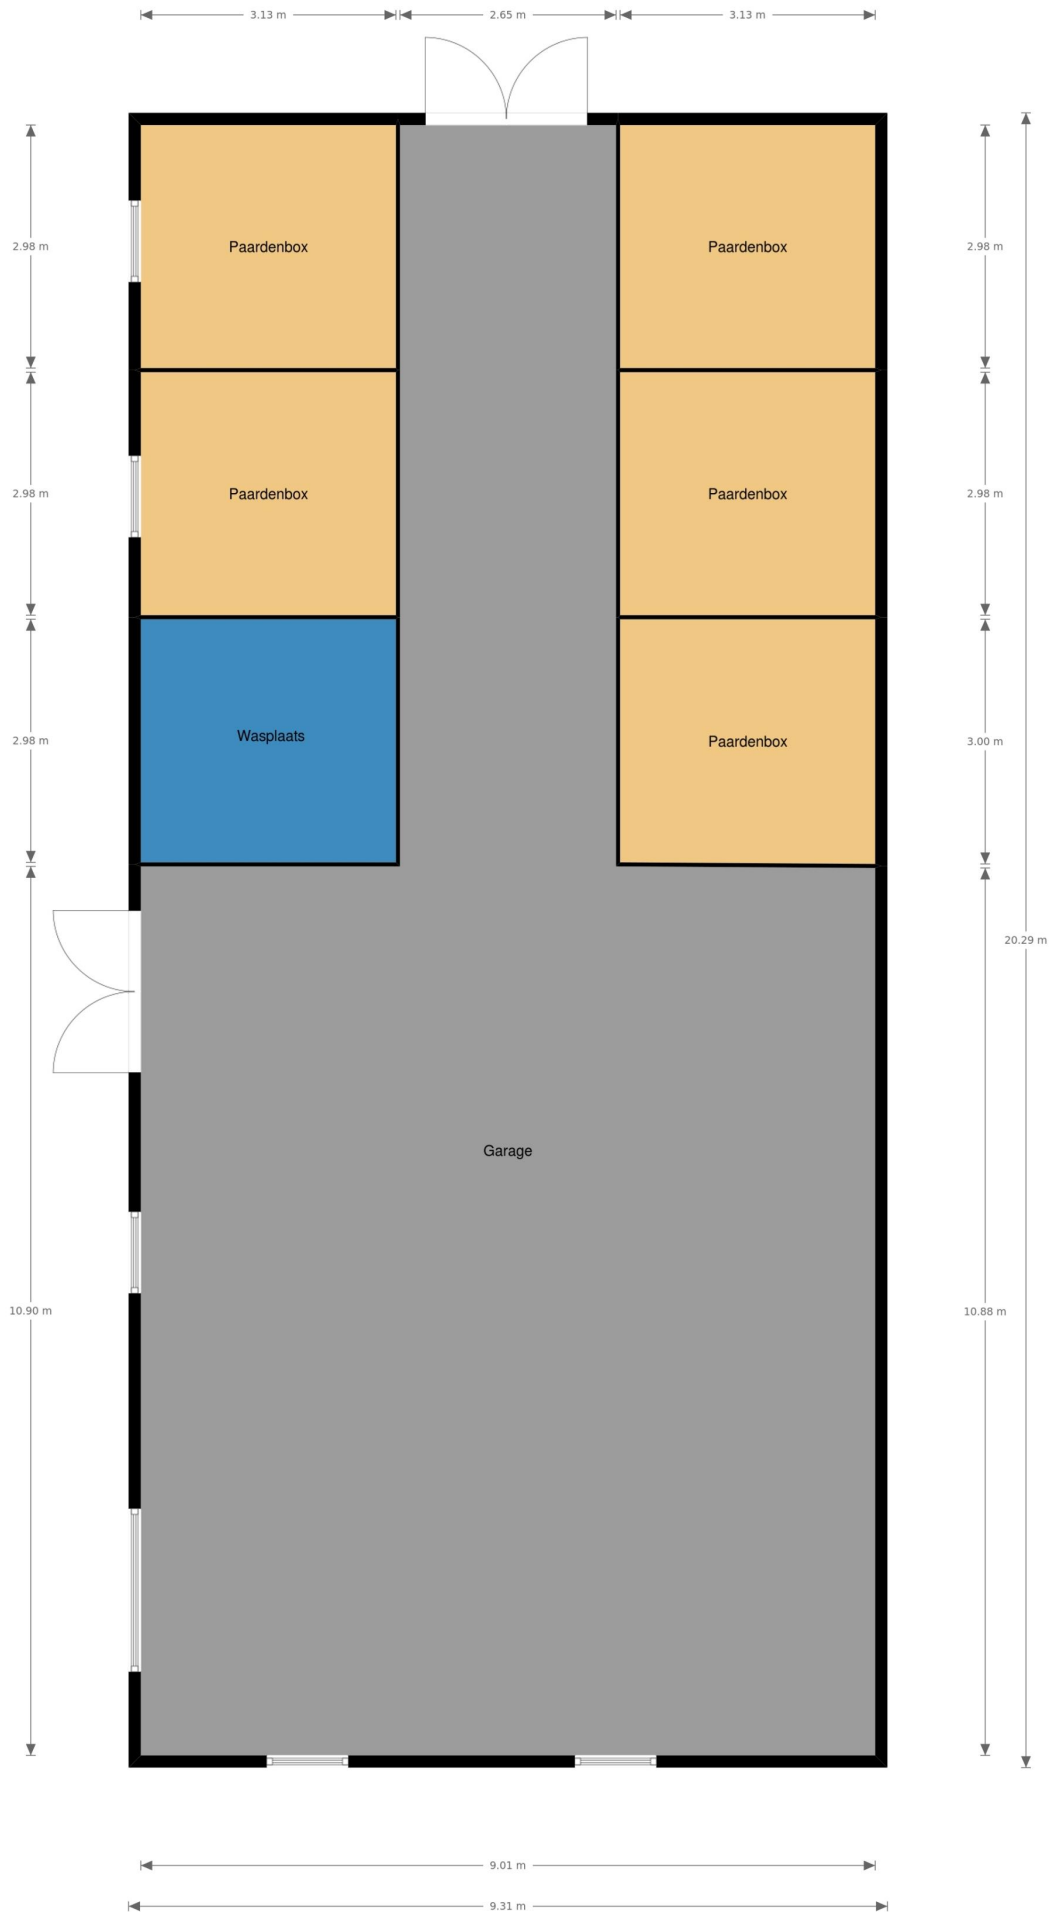 3.13 m 2.65 m 3.13 m
2.98 m Paardenbox Paardenbox 2.98 m
2.98 m Paardenbox Paardenbox 2.98 m
2.98 m Wasplaats Paardenbox 3.00 m
20.29 m
Garage
10.90 m 10.88 m
9.01 m
9.31 m